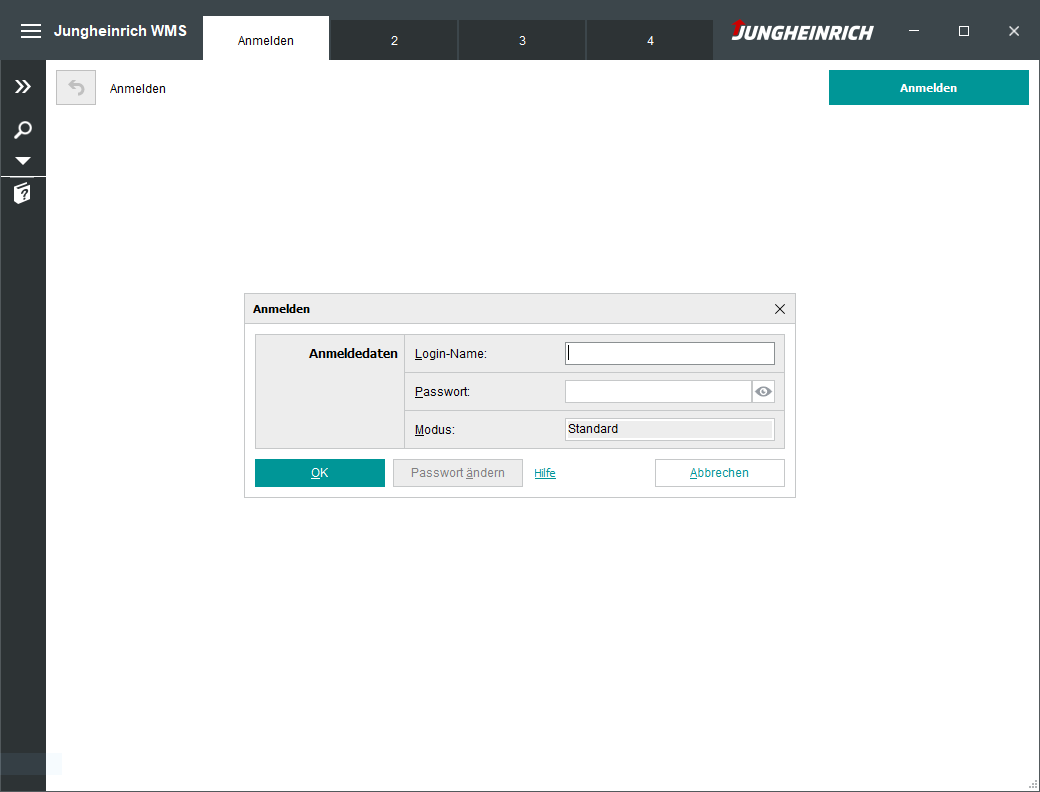 Jungheinrich WMS
Anmelden
2
3
4
JUNGHEINRICH
Anmelden
Anmelden
?
Anmelden
Anmeldedaten
Login-Name:
Passwort:
Modus:
Standard
OK
Passwort ändern
Hilfe
Abbrechen